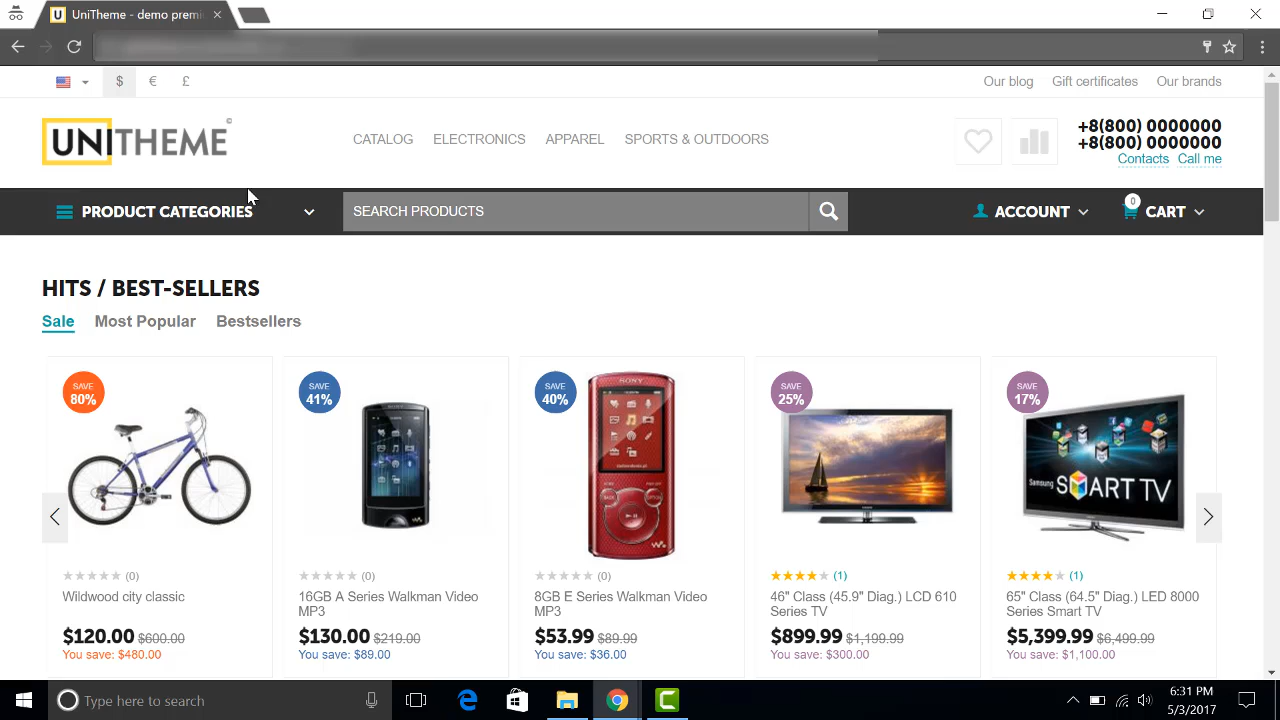 UniTheme - demo premi
$ € £
Our blog Gift certificates Our brands
UNITHEME©
CATALOG ELECTRONICS APPAREL SPORTS & OUTDOORS
+8(800) 0000000
+8(800) 0000000
Contacts Call me
PRODUCT CATEGORIES
SEARCH PRODUCTS
ACCOUNT
0
CART
HITS / BEST-SELLERS
Sale Most Popular Bestsellers
SAVE
80%
SAVE
41%
SAVE
40%
SAVE
25%
SAVE
17%
SONY
BACK
OPTION
SAMSUNG
SMART TV
(0)
(0)
(0)
(1)
(1)
Wildwood city classic
16GB A Series Walkman Video
MP3
8GB E Series Walkman Video
MP3
46" Class (45.9" Diag.) LCD 610
Series TV
65" Class (64.5" Diag.) LED 8000
Series Smart TV
$120.00 $600.00
You save: $480.00
$130.00 $219.00
You save: $89.00
$53.99 $89.99
You save: $36.00
$899.99 $1,199.99
You save: $300.00
$5,399.99 $6,499.99
You save: $1,100.00
Type here to search
6:31 PM
5/3/2017